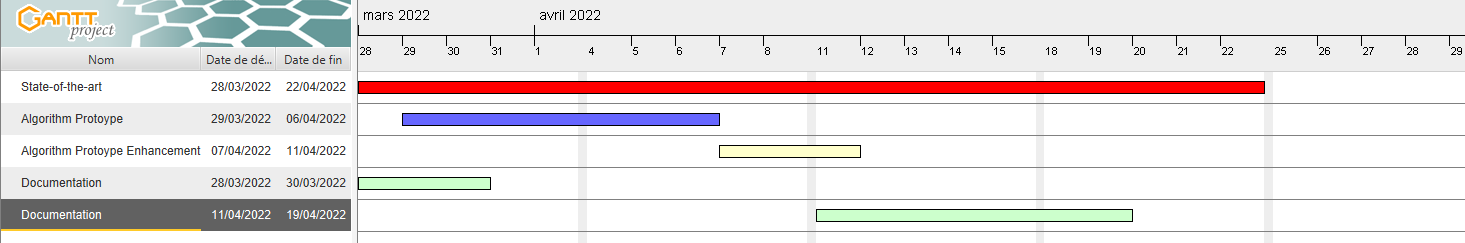 GANTT
project
mars 2022
avril 2022
28 29 30 31 1 4 5 6 7 8 11 12 13 14 15 18 19 20 21 22 25 26 27 28 29
Nom Date de dé... Date de fin
State-of-the-art 28/03/2022 22/04/2022
Algorithm Protoype 29/03/2022 06/04/2022
Algorithm Protoype Enhancement 07/04/2022 11/04/2022
Documentation 28/03/2022 30/03/2022
Documentation 11/04/2022 19/04/2022